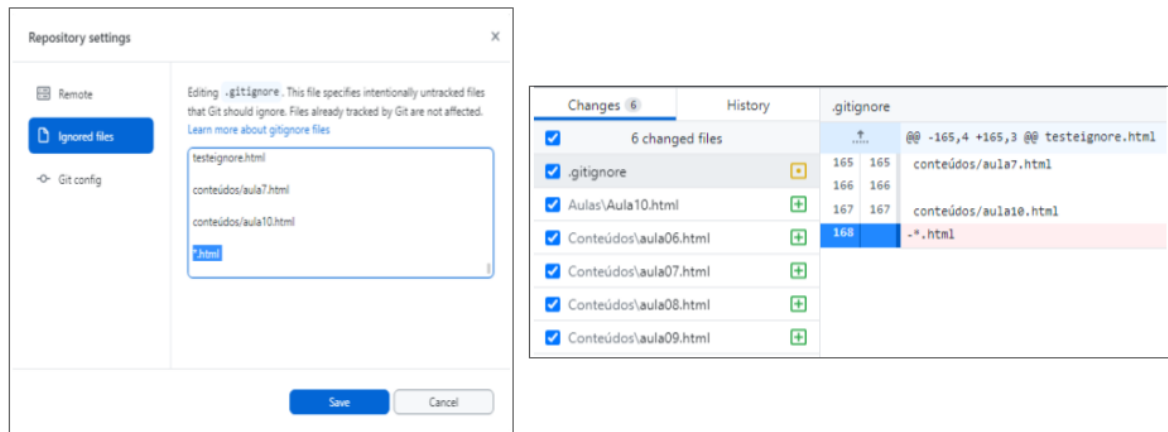 Repository settings
Remote
Ignored files
Git config
Editing .gitignore. This file specifies intentionally untracked files
that Git should ignore. Files already tracked by Git are not affected.
Learn more about gitignore files
testeignore.html
conteúdos/aula7.html
conteúdos/aula10.html
*.html
Save
Cancel
Changes 6
History
6 changed files
.gitignore
Aulas\Aula10.html
Conteúdos\aula06.html
Conteúdos\aula07.html
Conteúdos\aula08.html
Conteúdos\aula09.html
.gitignore
@@ -165,4 +165,3 @@ testeignore.html
165 165 conteúdos/aula7.html
166 166
167 167 conteúdos/aula10.html
168 -*.html